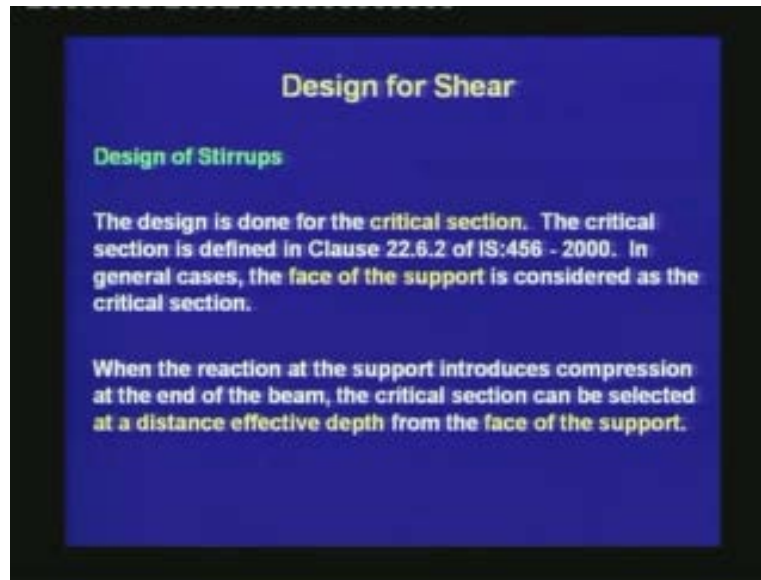 Design for Shear
Design of Stirrups
The design is done for the critical section. The critical
section is defined in Clause 22.6.2 of IS:456 - 2000. In
general cases, the face of the support is considered as the
critical section.
When the reaction at the support introduces compression
at the end of the beam, the critical section can be selected
at a distance effective depth from the face of the support.